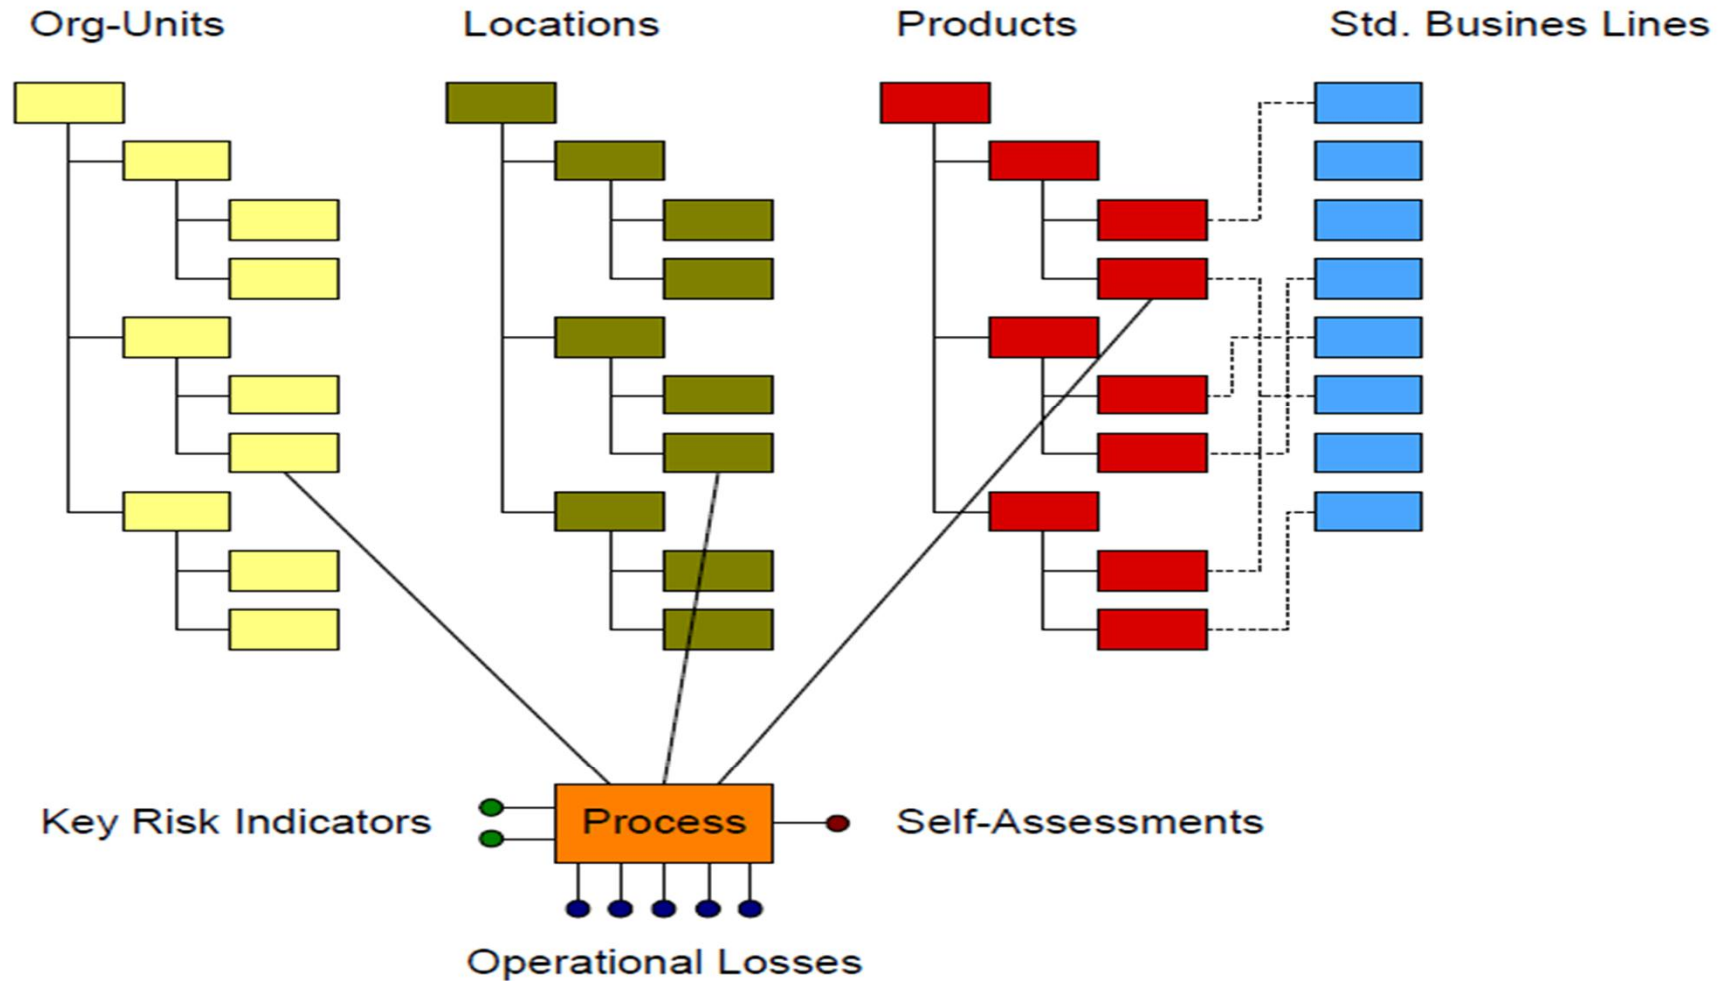 Org-Units
Locations
Products
Std. Busines Lines
Key Risk Indicators
Process
Self-Assessments
Operational Losses